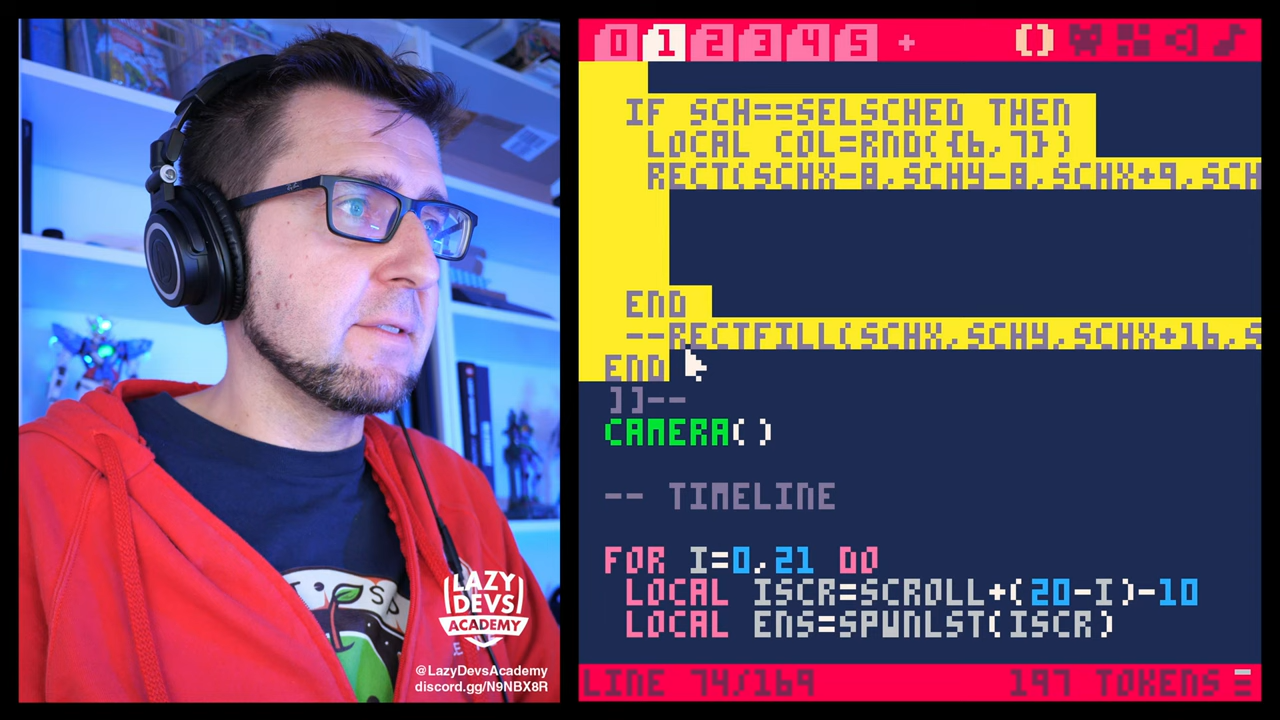 0 1 2 3 4 5 +
IF SCH==SELSCHED THEN
LOCAL COL=RND({6,7})
RECT(SCHX-8,SCHY-8,SCHX+9,SCH
END
--RECTFILL(SCHX,SCHY,SCHX+16,S
END
]]--
CAMERA()
-- TIMELINE
FOR I=0,21 DO
LOCAL ISCR=SCROLL+(20-I)-10
LOCAL ENS=SPWNLST(ISCR)
LINE 74/169
197 TOKENS
LAZY
DEVS
ACADEMY
@LazyDevsAcademy
discord.gg/N9NBX8R